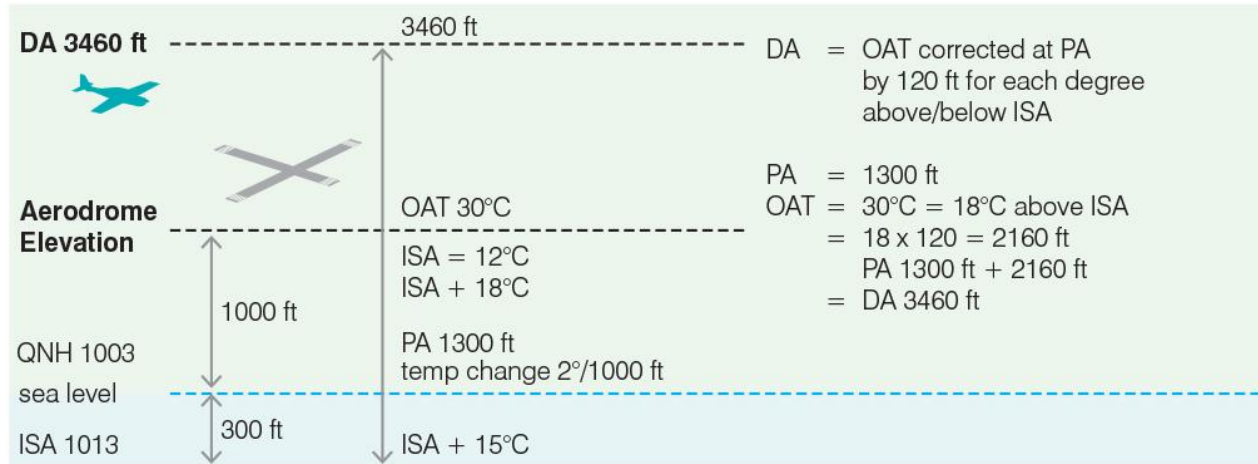 DA 3460 ft
3460 ft
DA = OAT corrected at PA
by 120 ft for each degree
above/below ISA
PA = 1300 ft
OAT = 30°C = 18°C above ISA
= 18 x 120 = 2160 ft
PA 1300 ft + 2160 ft
= DA 3460 ft
Aerodrome
Elevation
OAT 30°C
ISA = 12°C
ISA + 18°C
1000 ft
PA 1300 ft
temp change 2°/1000 ft
QNH 1003
sea level
300 ft
ISA 1013
ISA + 15°C